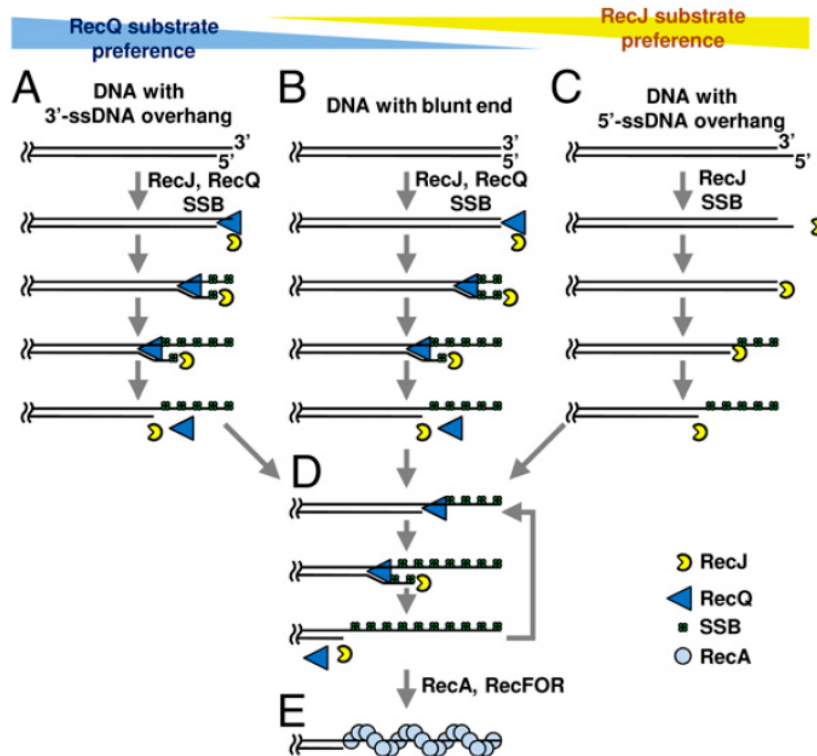 RecQ substrate
preference
RecJ substrate
preference
A
DNA with
3'-ssDNA overhang
B
DNA with blunt end
C
DNA with
5'-ssDNA overhang
3'
5'
3'
5'
3'
5'
RecJ, RecQ
SSB
RecJ, RecQ
SSB
RecJ
SSB
D
RecJ
RecQ
SSB
RecA
RecA, RecFOR
E